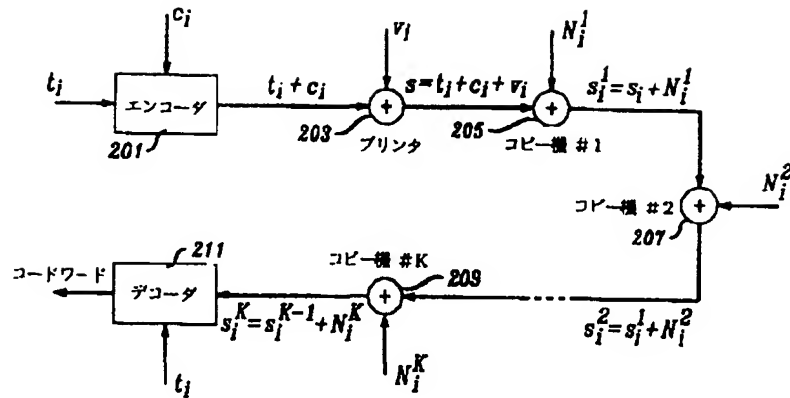 c_i
v_i
N_i^1
t_i
エンコーダ
201
t_i + c_i
203
プリンタ
s=t_i+c_i+v_i
205
コピー機 #1
s_i^1=s_i+N_i^1
コピー機 #2
207
N_i^2
コードワード
211
デコーダ
t_i
s_i^K=s_i^{K-1}+N_i^K
コピー機 #K
209
N_i^K
s_i^2=s_i^1+N_i^2